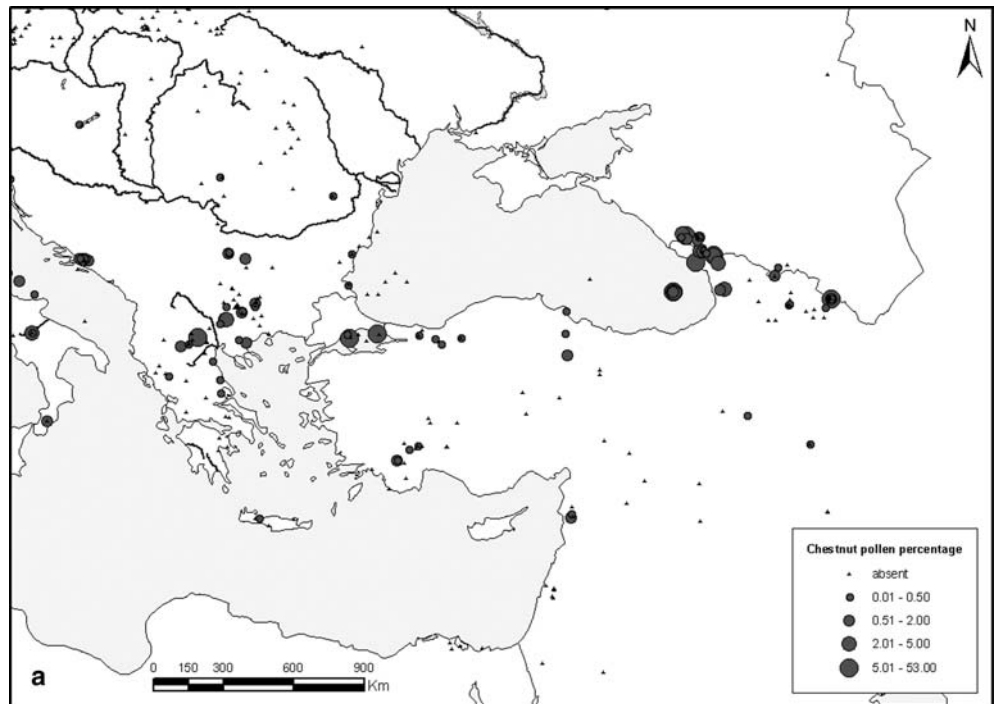 N
Chestnut pollen percentage
absent
0.01 - 0.50
0.51 - 2.00
2.01 - 5.00
5.01 - 53.00
a
0 150 300 600 900
Km